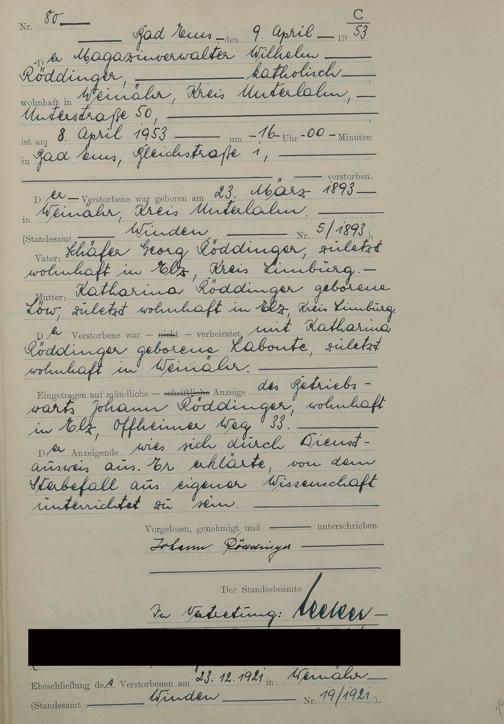 C
Nr. 80
Bad Ems, den 9. April 1953
Der Magazinverwalter Wilhelm
Röddinger, katholisch
wohnhaft in Weinähr, Kreis Unterlahn,
Unterstraße 50,
ist am 8. April 1953 um -16- Uhr -00- Minuten
in Bad Ems, Bleichstraße 1,
verstorben.
Der Verstorbene war geboren am 23. März 1893
in Weinähr, Kreis Unterlahn.
(Standesamt Winden Nr. 5/1893)
Vater: Schäfer Georg Röddinger, zuletzt
wohnhaft in Elz, Kreis Limburg.
Mutter: Katharina Röddinger geborene
Löw, zuletzt wohnhaft in Elz, Kreis Limburg.
Der Verstorbene war nicht verheiratet mit Katharina
Röddinger geborene Labonte, zuletzt
wohnhaft in Weinähr.
Eingetragen auf mündliche schriftliche Anzeige des Betriebs-
warts Johann Röddinger, wohnhaft
in Elz, Offheimer Weg 33.
Der Anzeigende wies sich durch Dienst-
ausweis aus. Er erklärte, von dem
Sterbefall aus eigener Wissenschaft
unterrichtet zu sein.
Vorgelesen, genehmigt und unterschrieben
Johann Röddinger
Der Standesbeamte
In Vertretung:
Eheschließung des Verstorbenen am 23.12.1921 in Weinähr
(Standesamt Winden Nr. 19/1921)